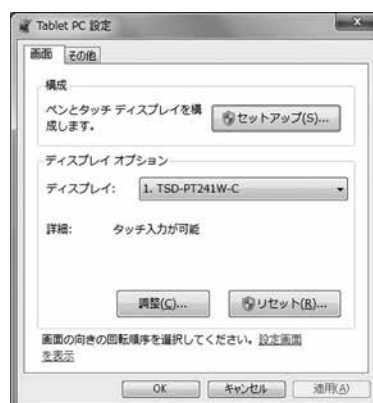 Tablet PC 設定
画面 その他
構成
ペンとタッチ ディスプレイを構
成します。
セットアップ(S)...
ディスプレイ オプション
ディスプレイ: 1. TSD-PT241W-C
詳細: タッチ入力が可能
調整(C)... リセット(R)...
画面の向きの回転順序を選択してください。設定画面
を表示
OK キャンセル 適用(A)